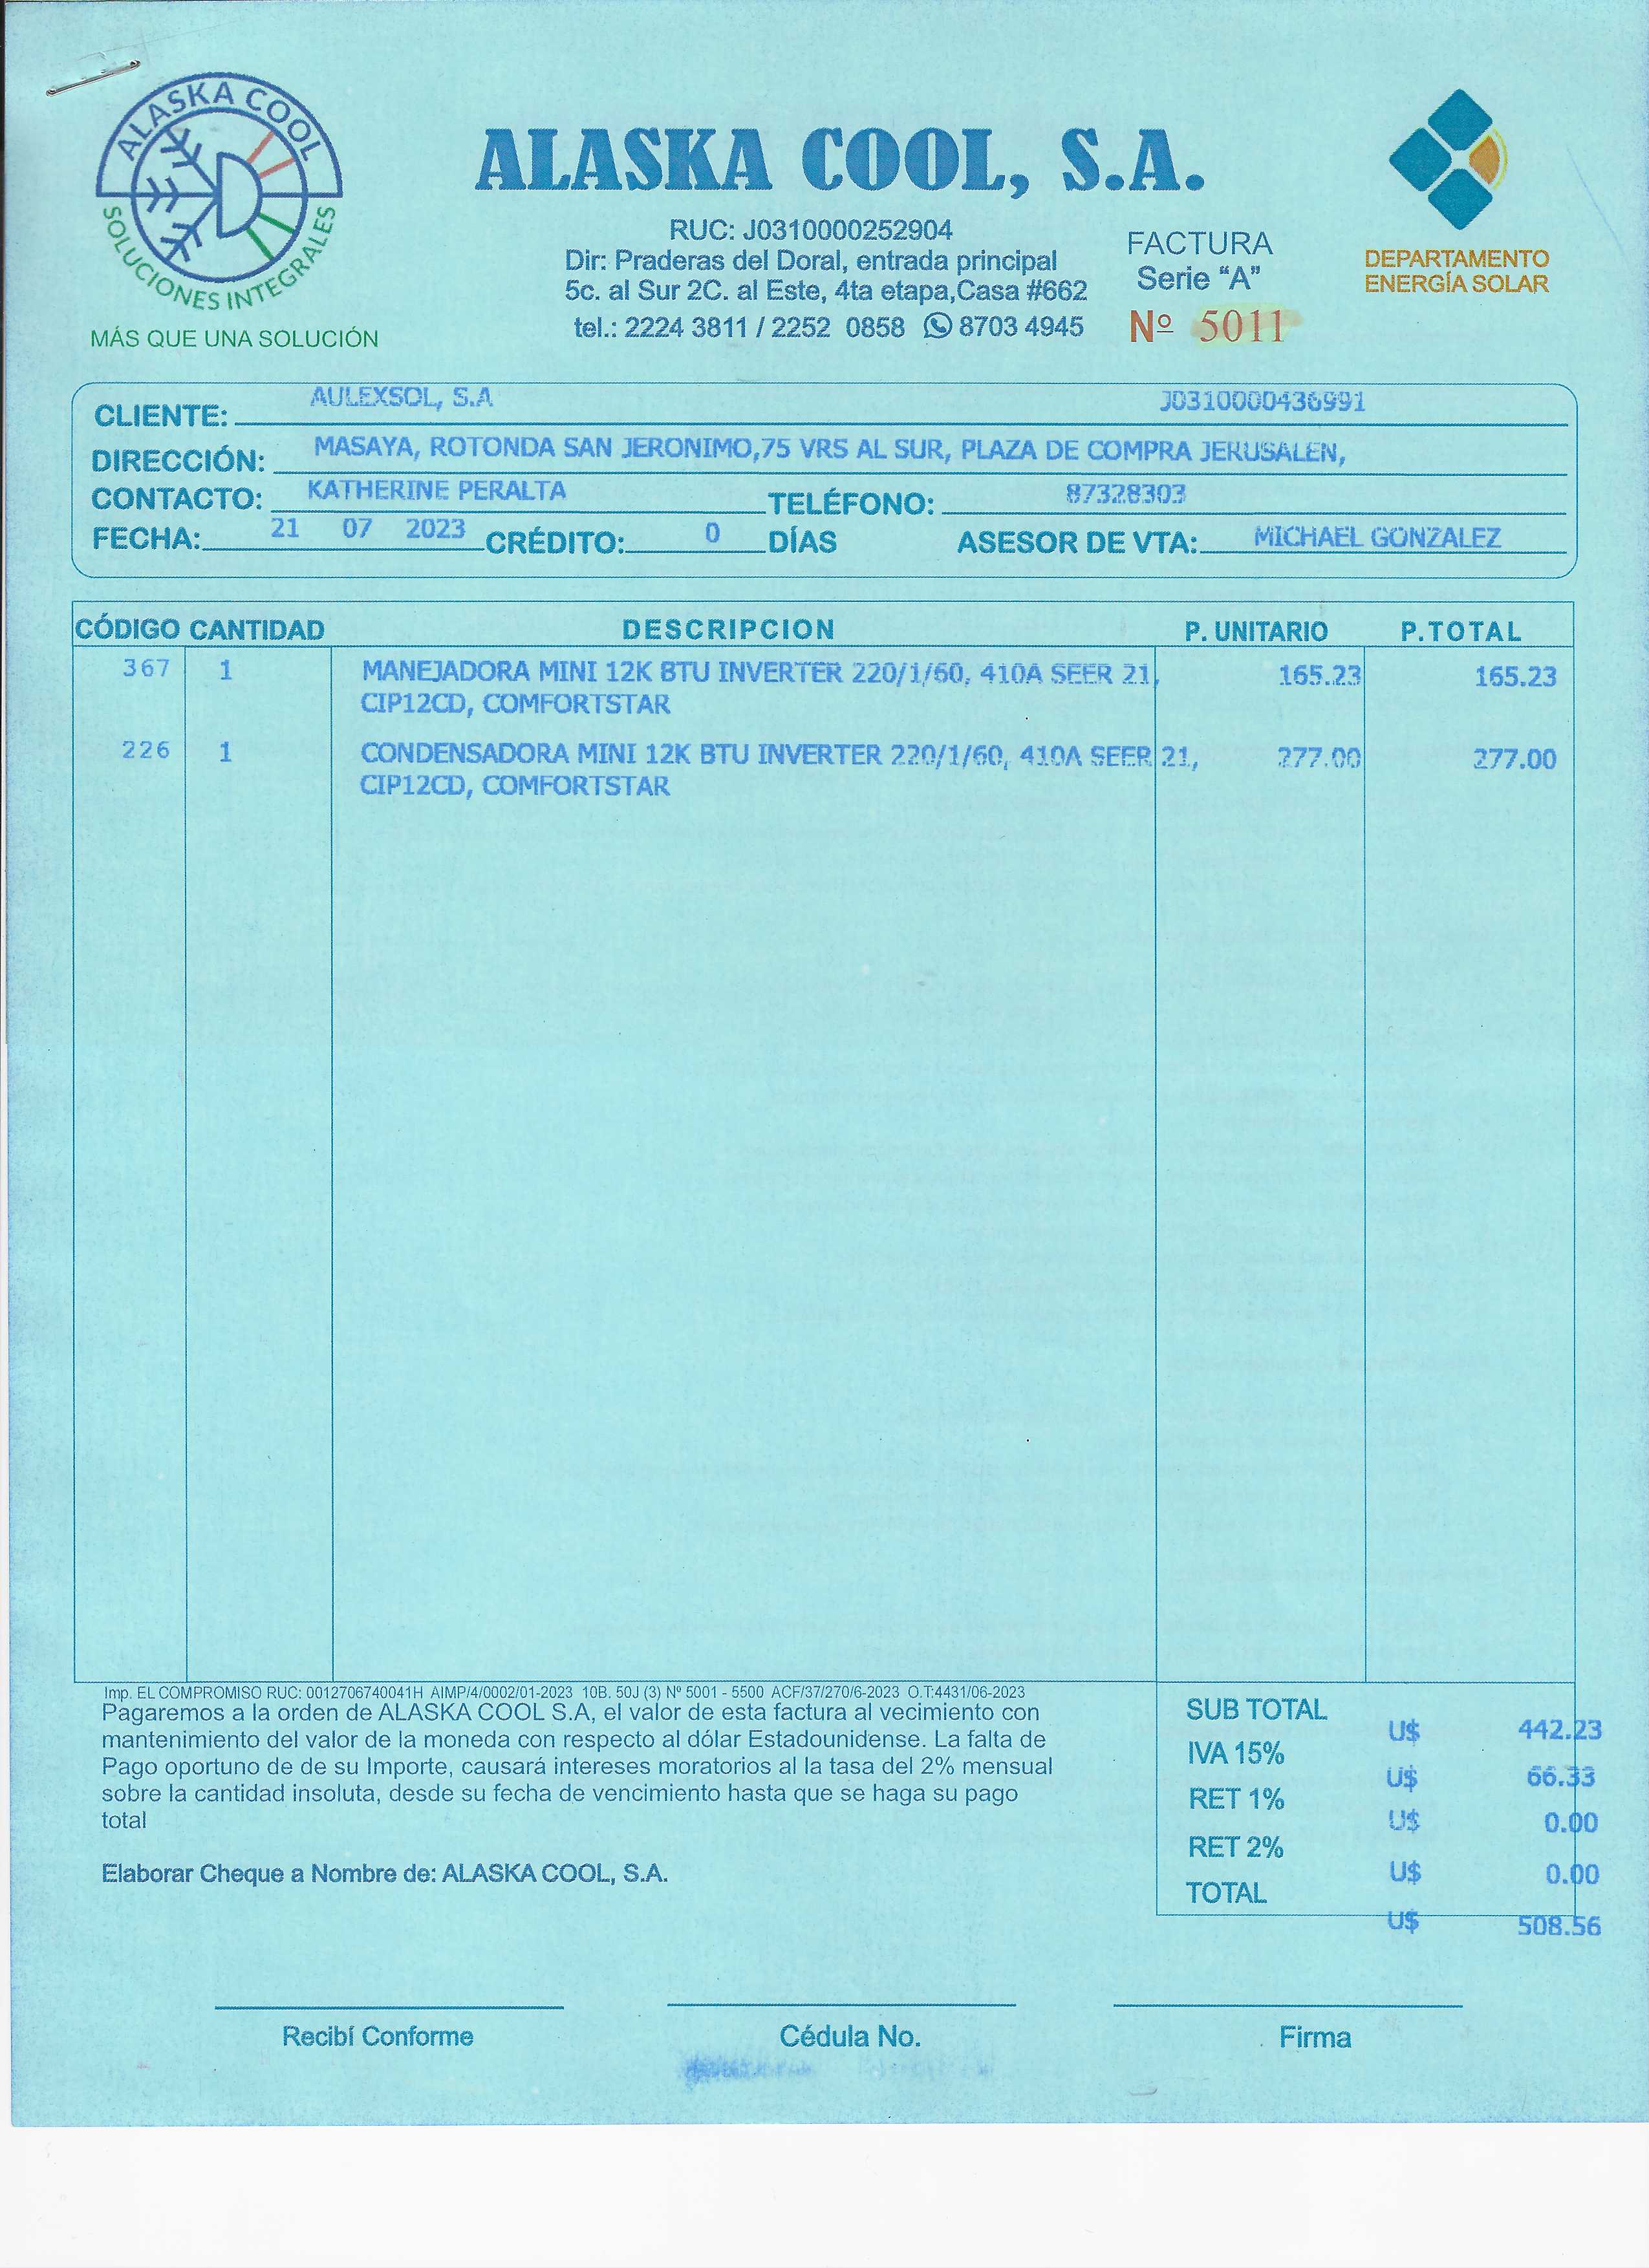 ALASKA COOL
SOLUCIONES INTEGRALES
MÁS QUE UNA SOLUCIÓN
ALASKA COOL, S.A.
RUC: J0310000252904
Dir: Praderas del Doral, entrada principal
5c. al Sur 2C. al Este, 4ta etapa,Casa #662
tel.: 2224 3811 / 2252 0858 8703 4945
FACTURA
Serie “A”
Nº 5011
DEPARTAMENTO
ENERGÍA SOLAR
CLIENTE: AULEXSOL, S.A J0310000436991
DIRECCIÓN: MASAYA, ROTONDA SAN JERONIMO,75 VRS AL SUR, PLAZA DE COMPRA JERUSALEN,
CONTACTO: KATHERINE PERALTA TELÉFONO: 87328303
FECHA: 21 07 2023 CRÉDITO: 0 DÍAS ASESOR DE VTA: MICHAEL GONZALEZ
CÓDIGO CANTIDAD DESCRIPCION P. UNITARIO P.TOTAL
367 1 MANEJADORA MINI 12K BTU INVERTER 220/1/60, 410A SEER 21, 165.23 165.23
CIP12CD, COMFORTSTAR
226 1 CONDENSADORA MINI 12K BTU INVERTER 220/1/60, 410A SEER 21, 277.00 277.00
CIP12CD, COMFORTSTAR
Imp. EL COMPROMISO RUC: 0012706740041H AIMP/4/0002/01-2023 10B. 50J (3) Nº 5001 - 5500 ACF/37/270/6-2023 O.T:4431/06-2023
Pagaremos a la orden de ALASKA COOL S.A, el valor de esta factura al vecimiento con
mantenimiento del valor de la moneda con respecto al dólar Estadounidense. La falta de
Pago oportuno de de su Importe, causará intereses moratorios al la tasa del 2% mensual
sobre la cantidad insoluta, desde su fecha de vencimiento hasta que se haga su pago
total
Elaborar Cheque a Nombre de: ALASKA COOL, S.A.
SUB TOTAL U$ 442.23
IVA 15% U$ 66.33
RET 1% U$ 0.00
RET 2% U$ 0.00
TOTAL U$ 508.56
Recibí Conforme Cédula No. Firma